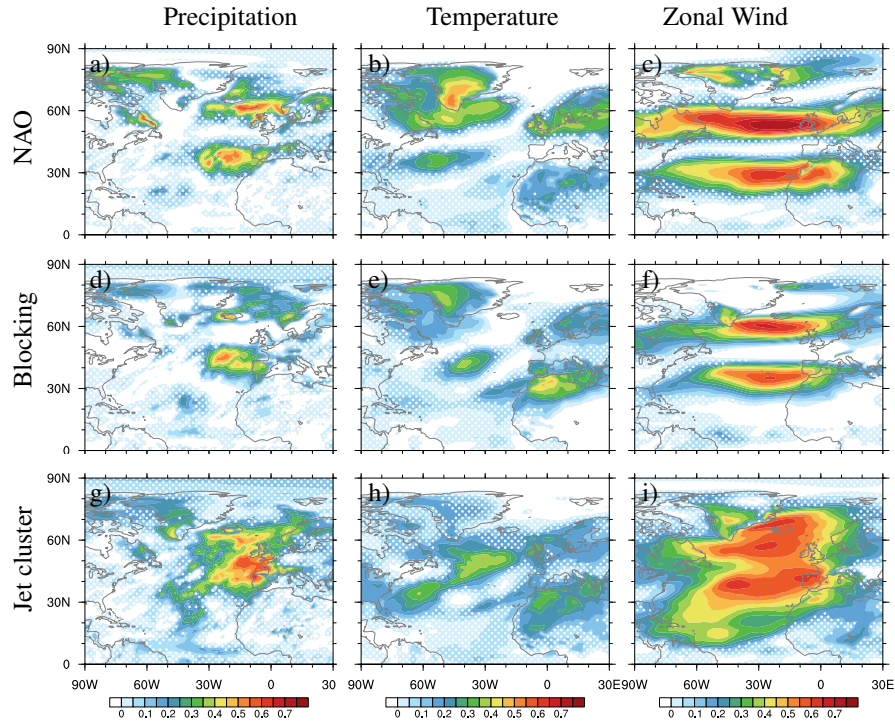 Precipitation Temperature Zonal Wind
NAO
a) b) c)
90N
60N
30N
0
Blocking
d) e) f)
90N
60N
30N
0
Jet cluster
g) h) i)
90N
60N
30N
0
90W 60W 30W 0 30 90W 60W 30W 0 30E 90W 60W 30W 0 30E
0 0.1 0.2 0.3 0.4 0.5 0.6 0.7 0 0.1 0.2 0.3 0.4 0.5 0.6 0.7 0 0.1 0.2 0.3 0.4 0.5 0.6 0.7